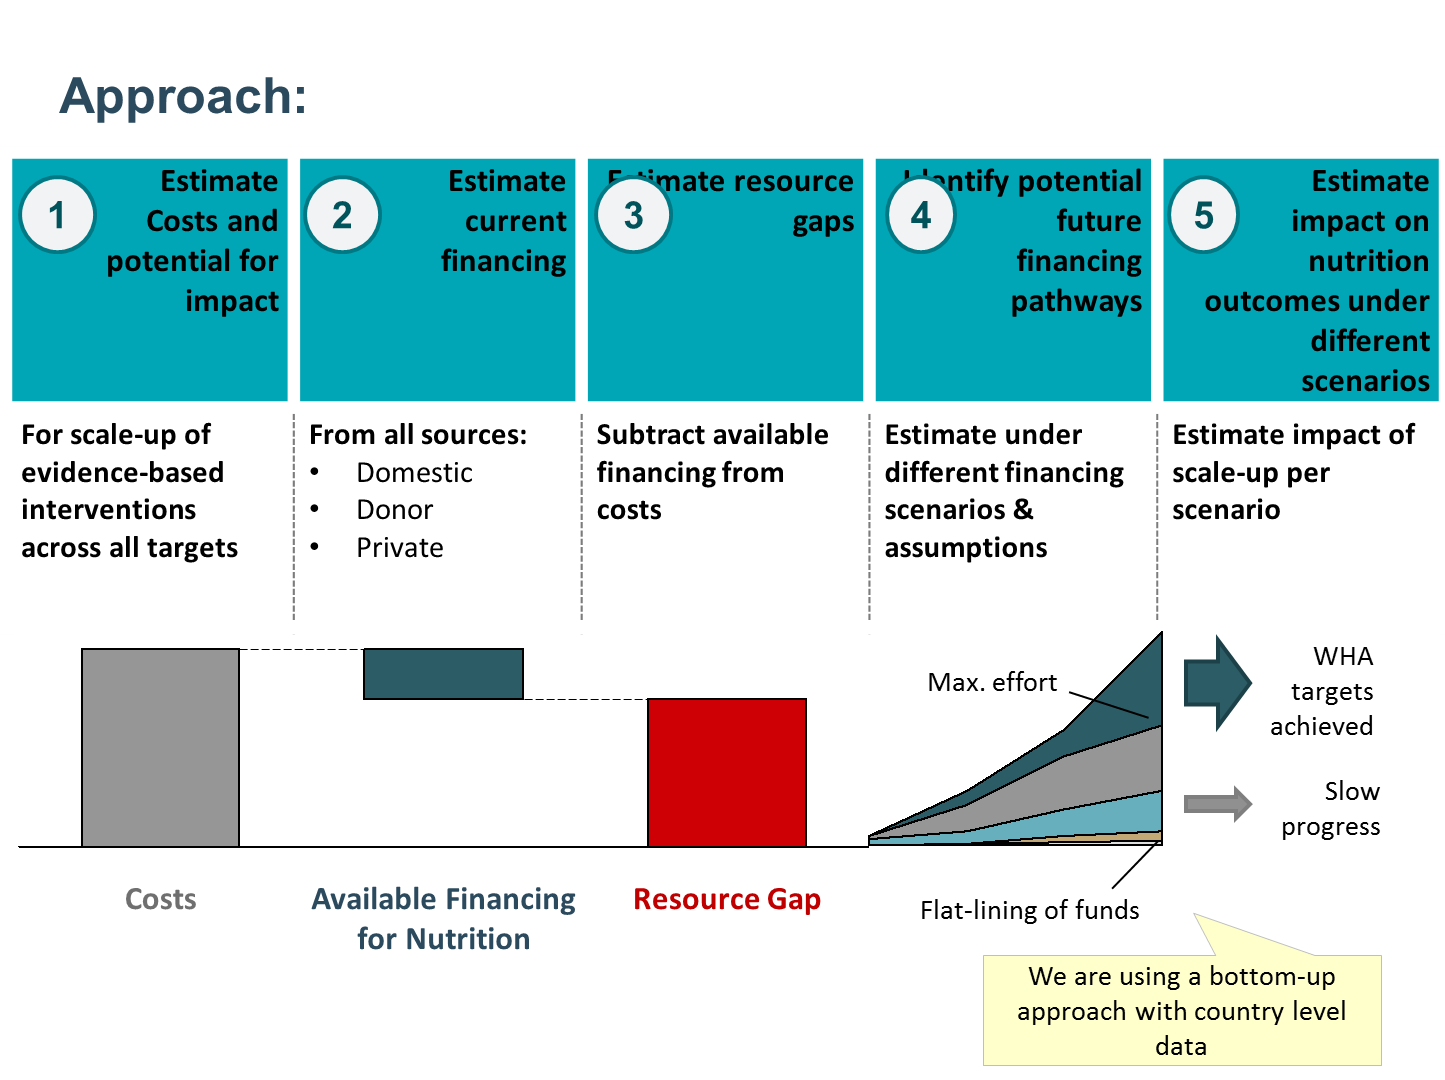 Approach:
1
Estimate
Costs and
potential for
impact
2
Estimate
current
financing
3
Estimate resource
gaps
4
Identify potential
future
financing
pathways
5
Estimate
impact on
nutrition
outcomes under
different
scenarios
For scale-up of
evidence-based
interventions
across all targets
From all sources:
• Domestic
• Donor
• Private
Subtract available
financing from
costs
Estimate under
different financing
scenarios &
assumptions
Estimate impact of
scale-up per
scenario
Max. effort
WHA
targets
achieved
Slow
progress
Flat-lining of funds
Costs
Available Financing
for Nutrition
Resource Gap
We are using a bottom-up
approach with country level
data